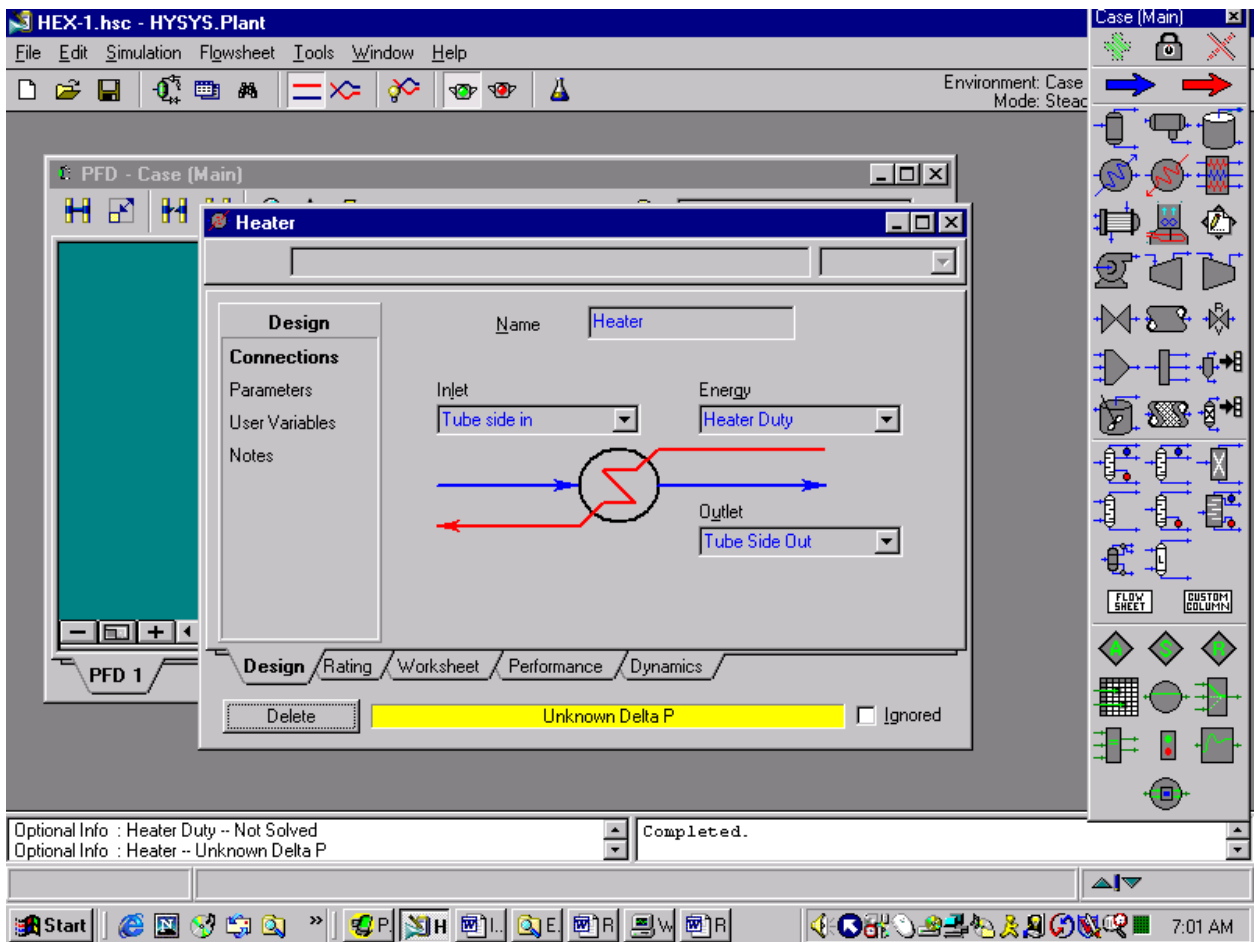 HEX-1.hsc - HYSYS.Plant
Case (Main)
File Edit Simulation Flowsheet Tools Window Help
Environment: Case
Mode: Steac
PFD - Case (Main)
Heater
Design
Name
Heater
Connections
Parameters
User Variables
Notes
Inlet
Energy
Tube side in
Heater Duty
Outlet
Tube Side Out
FLOW SHEET
CUSTOM COLUMN
PFD 1
Design Rating Worksheet Performance Dynamics
Delete
Unknown Delta P
Ignored
Optional Info : Heater Duty -- Not Solved
Optional Info : Heater -- Unknown Delta P
Completed.
Start
P. H I.. E. R W R
7:01 AM